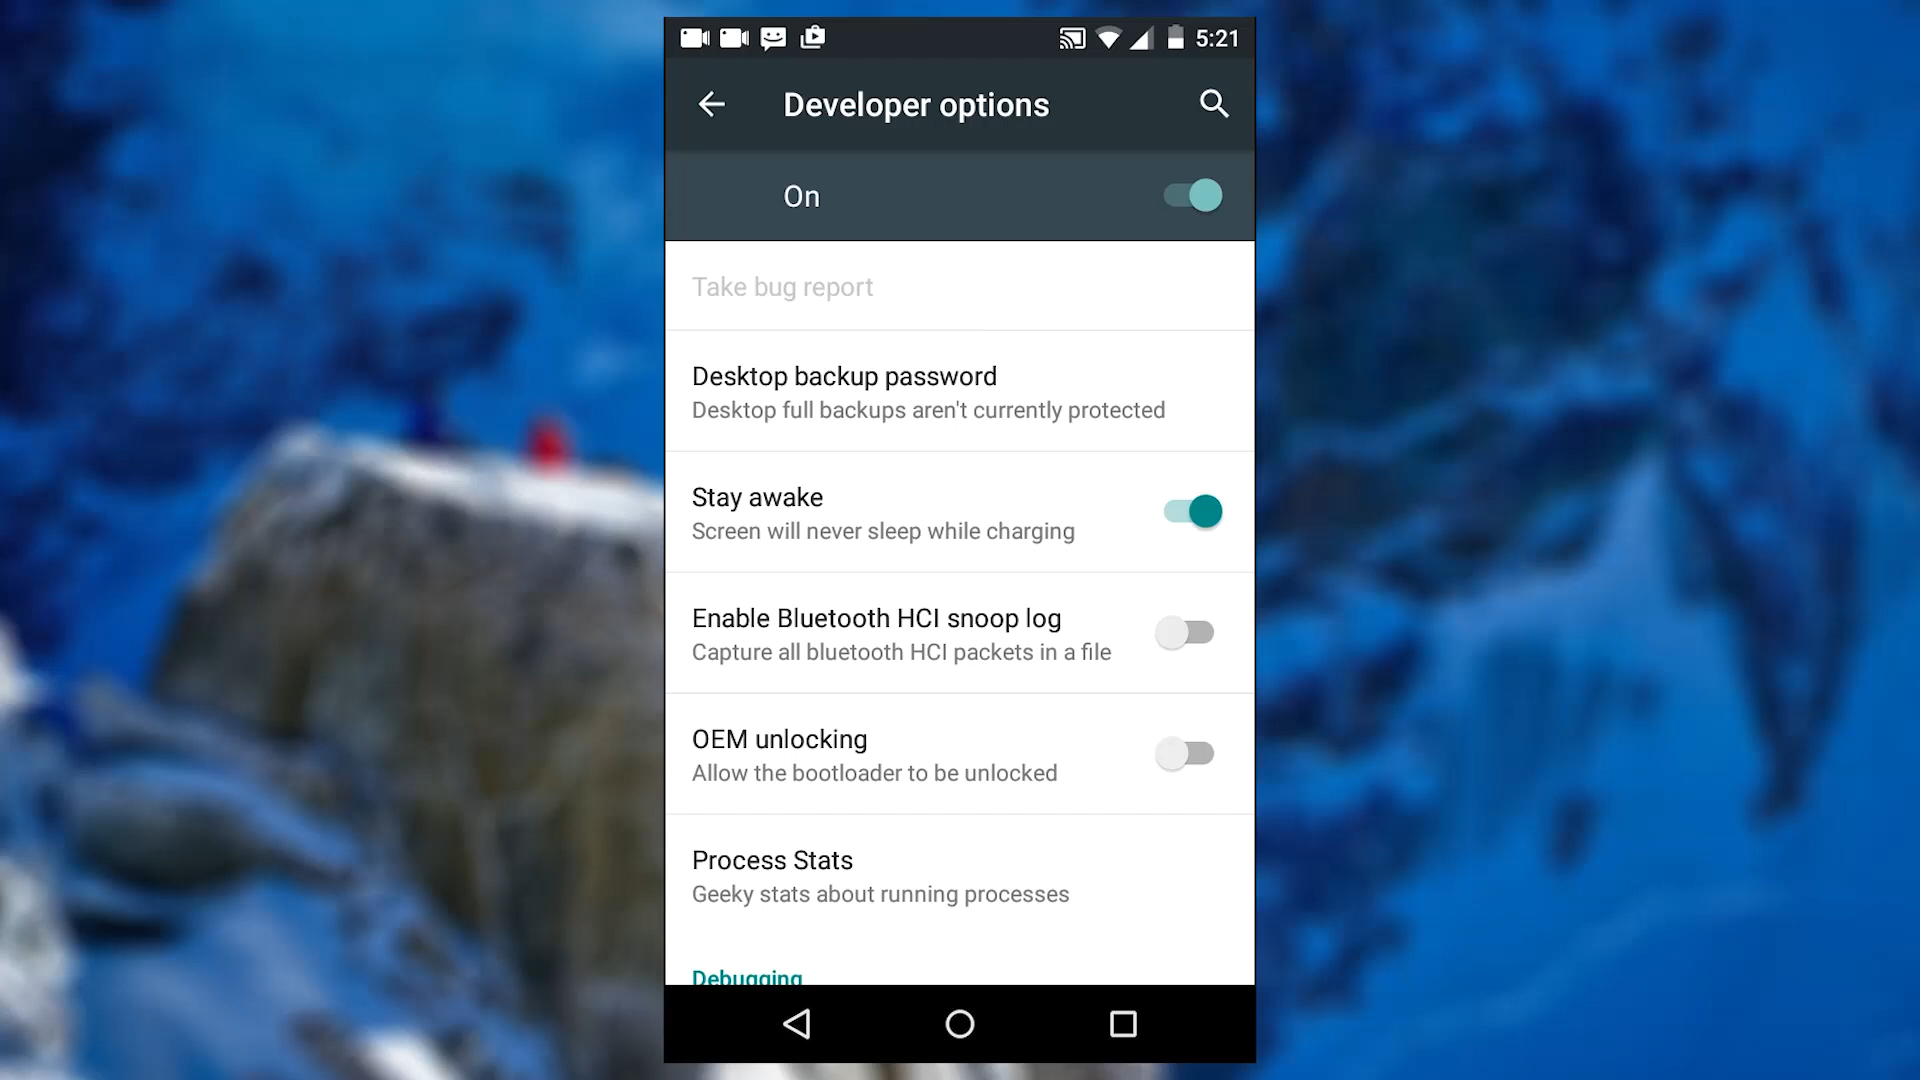 5:21
Developer options
On
Take bug report
Desktop backup password
Desktop full backups aren't currently protected
Stay awake
Screen will never sleep while charging
Enable Bluetooth HCI snoop log
Capture all bluetooth HCI packets in a file
OEM unlocking
Allow the bootloader to be unlocked
Process Stats
Geeky stats about running processes
Debugging